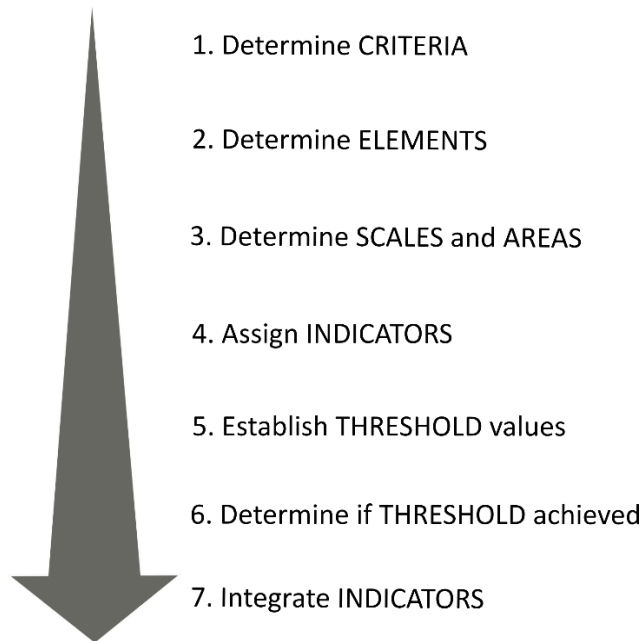 1. Determine CRITERIA
2. Determine ELEMENTS
3. Determine SCALES and AREAS
4. Assign INDICATORS
5. Establish THRESHOLD values
6. Determine if THRESHOLD achieved
7. Integrate INDICATORS